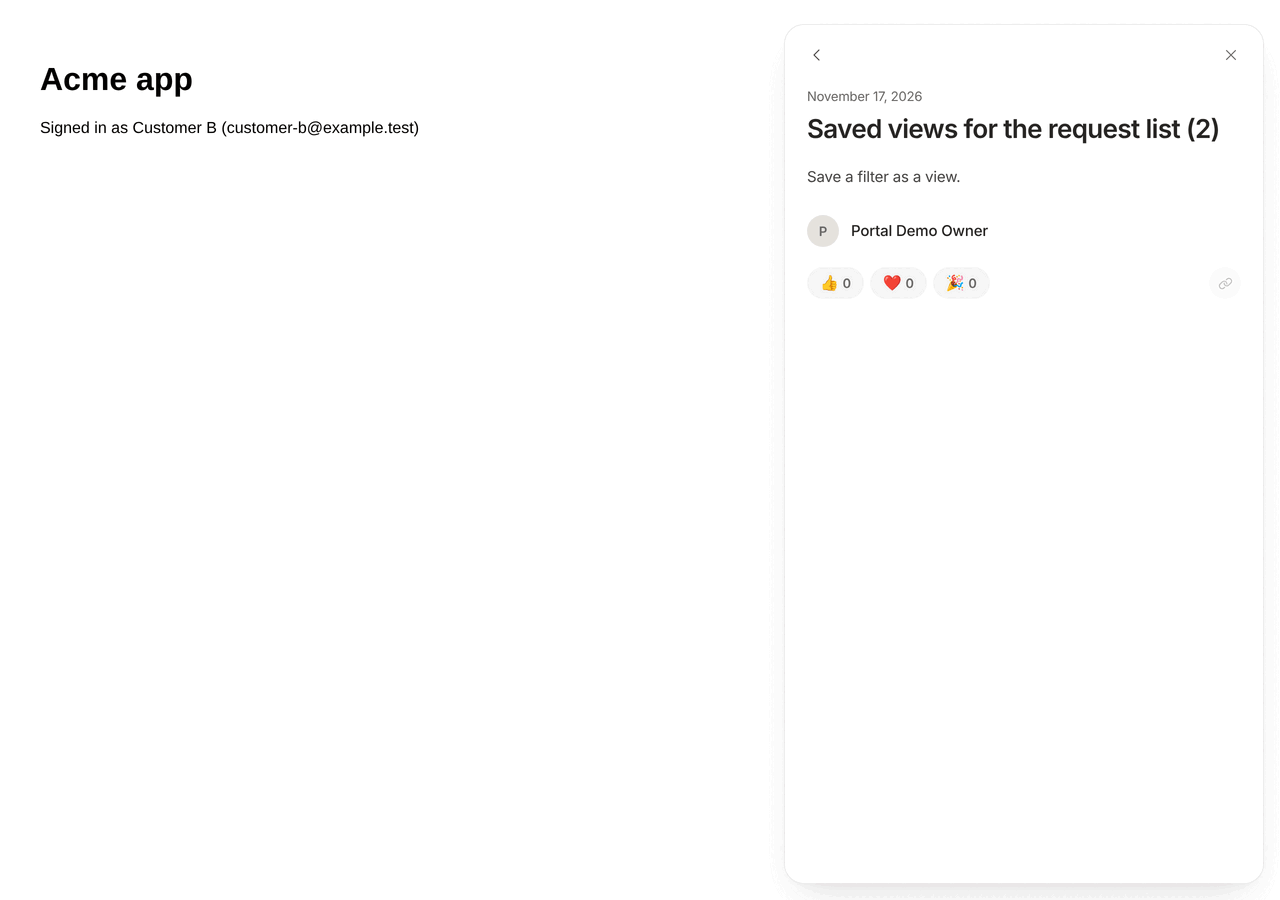 Acme app
Signed in as Customer B (customer-b@example.test)
November 17, 2026
Saved views for the request list (2)
Save a filter as a view.
P
Portal Demo Owner
👍 0 ❤️ 0 🎉 0